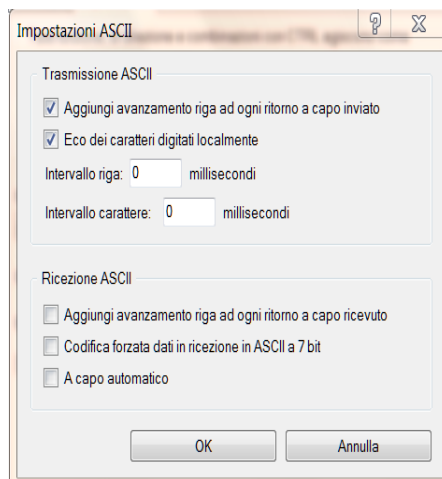 Impostazioni ASCII
Trasmissione ASCII
Aggiungi avanzamento riga ad ogni ritorno a capo inviato
Eco dei caratteri digitati localmente
Intervallo riga: 0 millisecondi
Intervallo carattere: 0 millisecondi
Ricezione ASCII
Aggiungi avanzamento riga ad ogni ritorno a capo ricevuto
Codifica forzata dati in ricezione in ASCII a 7 bit
A capo automatico
OK Annulla